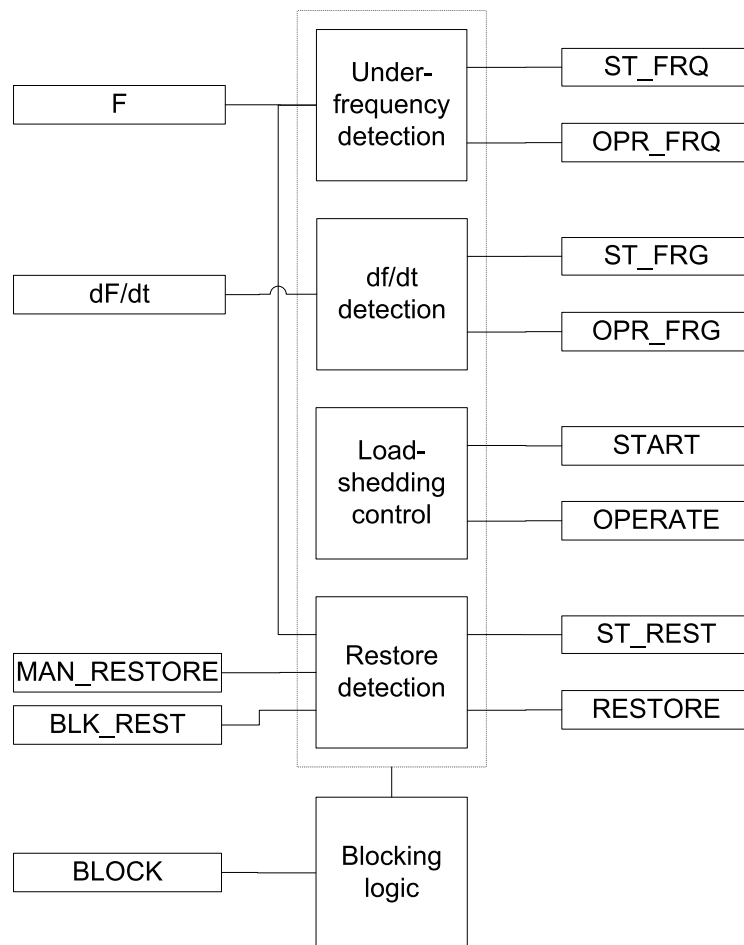 F
Under-
frequency
detection
ST_FRQ
OPR_FRQ
dF/dt
df/dt
detection
ST_FRG
OPR_FRG
Load-
shedding
control
START
OPERATE
MAN_RESTORE
BLK_REST
Restore
detection
ST_REST
RESTORE
BLOCK
Blocking
logic